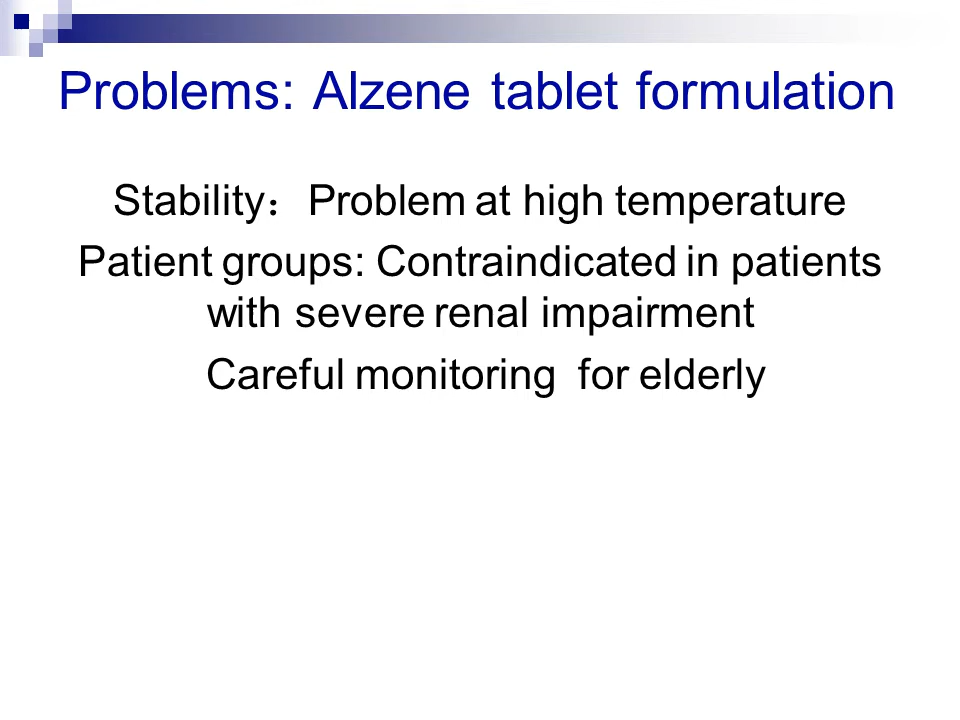 Problems: Alzene tablet formulation
Stability：Problem at high temperature
Patient groups: Contraindicated in patients
with severe renal impairment
Careful monitoring  for elderly